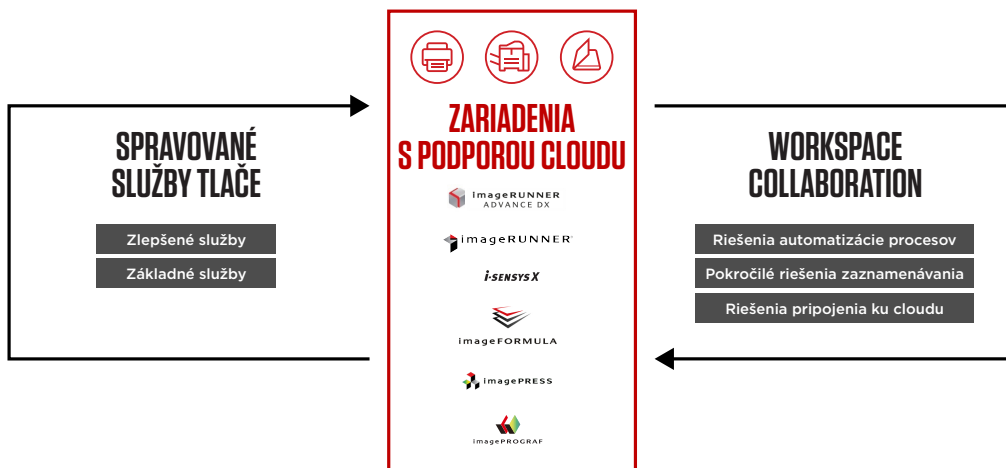 SPRAVOVANÉ
SLUŽBY TLAČE
Zlepšené služby
Základné služby
ZARIADENIA
S PODPOROU CLOUDU
imageRUNNER
ADVANCE DX
imageRUNNER
i-SENSYS X
imageFORMULA
imagePRESS
imagePROGRAF
WORKSPACE
COLLABORATION
Riešenia automatizácie procesov
Pokročilé riešenia zaznamenávania
Riešenia pripojenia ku cloudu